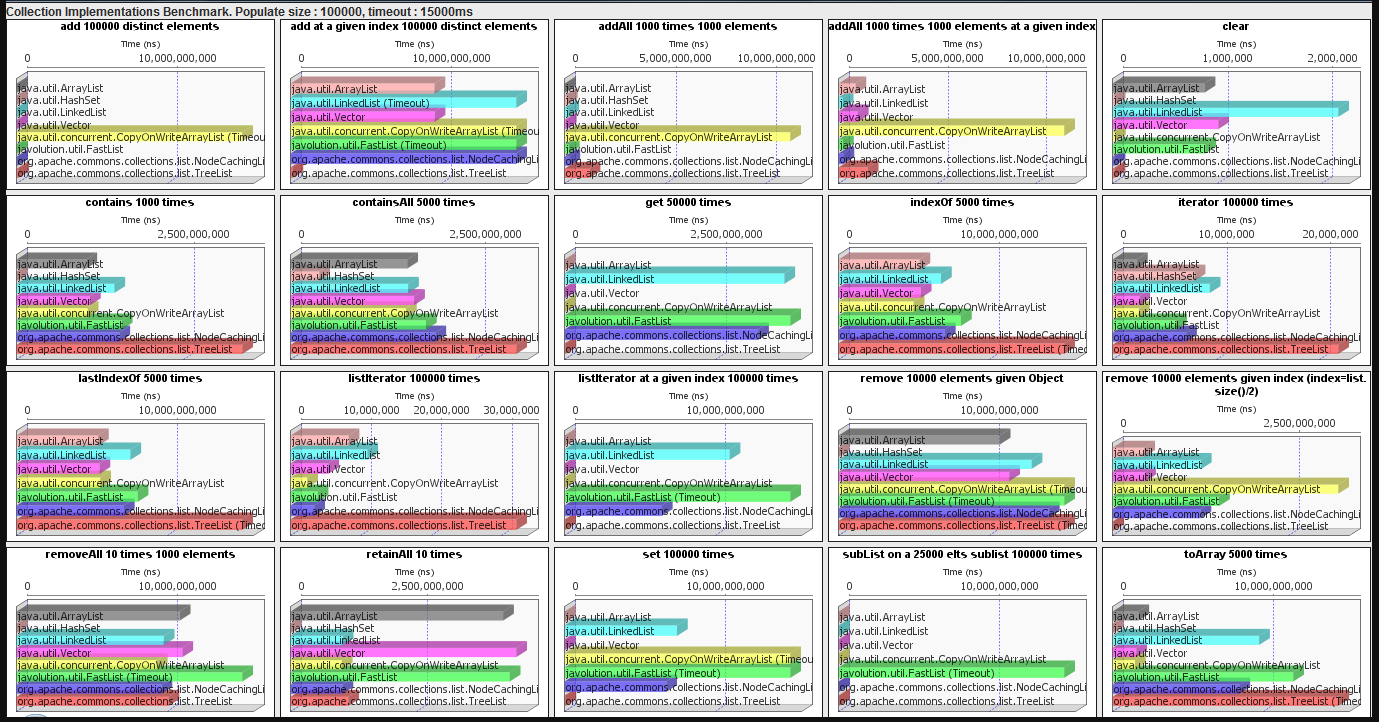 Collection Implementations Benchmark. Populate size : 100000, timeout : 15000ms
add 100000 distinct elements
Time (ns)
0 10,000,000,000
java.util.ArrayList
java.util.HashSet
java.util.LinkedList
java.util.Vector
java.util.concurrent.CopyOnWriteArrayList (Timeou
javolution.util.FastList
org.apache.commons.collections.list.NodeCachingLi
org.apache.commons.collections.list.TreeList
add at a given index 100000 distinct elements
Time (ns)
0 10,000,000,000
java.util.ArrayList
java.util.LinkedList (Timeout)
java.util.Vector
java.util.concurrent.CopyOnWriteArrayList (Timeou
javolution.util.FastList (Timeout)
org.apache.commons.collections.list.NodeCachingLi
org.apache.commons.collections.list.TreeList
addAll 1000 times 1000 elements
Time (ns)
0 5,000,000,000 10,000,000,000
java.util.ArrayList
java.util.HashSet
java.util.LinkedList
java.util.Vector
java.util.concurrent.CopyOnWriteArrayList
javolution.util.FastList
org.apache.commons.collections.list.NodeCachingLi
org.apache.commons.collections.list.TreeList
addAll 1000 times 1000 elements at a given index
Time (ns)
0 5,000,000,000 10,000,000,000
java.util.ArrayList
java.util.LinkedList
java.util.Vector
java.util.concurrent.CopyOnWriteArrayList
javolution.util.FastList
org.apache.commons.collections.list.NodeCachingLi
org.apache.commons.collections.list.TreeList
clear
Time (ns)
0 1,000,000 2,000,000
java.util.ArrayList
java.util.HashSet
java.util.LinkedList
java.util.Vector
java.util.concurrent.CopyOnWriteArrayList
javolution.util.FastList
org.apache.commons.collections.list.NodeCachingLi
org.apache.commons.collections.list.TreeList
contains 1000 times
Time (ns)
0 2,500,000,000
java.util.ArrayList
java.util.HashSet
java.util.LinkedList
java.util.Vector
java.util.concurrent.CopyOnWriteArrayList
javolution.util.FastList
org.apache.commons.collections.list.NodeCachingLi
org.apache.commons.collections.list.TreeList
containsAll 5000 times
Time (ns)
0 2,500,000,000
java.util.ArrayList
java.util.HashSet
java.util.LinkedList
java.util.Vector
java.util.concurrent.CopyOnWriteArrayList
javolution.util.FastList
org.apache.commons.collections.list.NodeCachingLi
org.apache.commons.collections.list.TreeList
get 50000 times
Time (ns)
0 2,500,000,000
java.util.ArrayList
java.util.LinkedList
java.util.Vector
java.util.concurrent.CopyOnWriteArrayList
javolution.util.FastList
org.apache.commons.collections.list.NodeCachingLi
org.apache.commons.collections.list.TreeList
indexOf 5000 times
Time (ns)
0 10,000,000,000
java.util.ArrayList
java.util.LinkedList
java.util.Vector
java.util.concurrent.CopyOnWriteArrayList
javolution.util.FastList
org.apache.commons.collections.list.NodeCachingLi
org.apache.commons.collections.list.TreeList (Timeo
iterator 100000 times
Time (ns)
0 10,000,000 20,000,000
java.util.ArrayList
java.util.HashSet
java.util.LinkedList
java.util.Vector
java.util.concurrent.CopyOnWriteArrayList
javolution.util.FastList
org.apache.commons.collections.list.NodeCachingLi
org.apache.commons.collections.list.TreeList
lastIndexOf 5000 times
Time (ns)
0 10,000,000,000
java.util.ArrayList
java.util.LinkedList
java.util.Vector
java.util.concurrent.CopyOnWriteArrayList
javolution.util.FastList
org.apache.commons.collections.list.NodeCachingLi
org.apache.commons.collections.list.TreeList (Timeo
listIterator 100000 times
Time (ns)
0 10,000,000 20,000,000 30,000,000
java.util.ArrayList
java.util.LinkedList
java.util.Vector
java.util.concurrent.CopyOnWriteArrayList
javolution.util.FastList
org.apache.commons.collections.list.NodeCachingLi
org.apache.commons.collections.list.TreeList
listIterator at a given index 100000 times
Time (ns)
0 10,000,000,000
java.util.ArrayList
java.util.LinkedList
java.util.Vector
java.util.concurrent.CopyOnWriteArrayList
javolution.util.FastList (Timeout)
org.apache.commons.collections.list.NodeCachingLi
org.apache.commons.collections.list.TreeList
remove 10000 elements given Object
Time (ns)
0 10,000,000,000
java.util.ArrayList
java.util.HashSet
java.util.LinkedList
java.util.Vector
java.util.concurrent.CopyOnWriteArrayList (Timeou
javolution.util.FastList (Timeout)
org.apache.commons.collections.list.NodeCachingLi
org.apache.commons.collections.list.TreeList (Timeo
remove 10000 elements given index (index=list.
size()/2)
Time (ns)
0 2,500,000,000
java.util.ArrayList
java.util.LinkedList
java.util.Vector
java.util.concurrent.CopyOnWriteArrayList
javolution.util.FastList
org.apache.commons.collections.list.NodeCachingLi
org.apache.commons.collections.list.TreeList
removeAll 10 times 1000 elements
Time (ns)
0 10,000,000,000
java.util.ArrayList
java.util.HashSet
java.util.LinkedList
java.util.Vector
java.util.concurrent.CopyOnWriteArrayList
javolution.util.FastList (Timeout)
org.apache.commons.collections.list.NodeCachingLi
org.apache.commons.collections.list.TreeList
retainAll 10 times
Time (ns)
0 2,500,000,000
java.util.ArrayList
java.util.HashSet
java.util.LinkedList
java.util.Vector
java.util.concurrent.CopyOnWriteArrayList
javolution.util.FastList
org.apache.commons.collections.list.NodeCachingLi
org.apache.commons.collections.list.TreeList
set 100000 times
Time (ns)
0 10,000,000,000
java.util.ArrayList
java.util.LinkedList
java.util.Vector
java.util.concurrent.CopyOnWriteArrayList (Timeou
javolution.util.FastList (Timeout)
org.apache.commons.collections.list.NodeCachingLi
org.apache.commons.collections.list.TreeList
subList on a 25000 elts sublist 100000 times
Time (ns)
0 10,000,000,000
java.util.ArrayList
java.util.LinkedList
java.util.Vector
java.util.concurrent.CopyOnWriteArrayList
javolution.util.FastList (Timeout)
org.apache.commons.collections.list.NodeCachingLi
org.apache.commons.collections.list.TreeList
toArray 5000 times
Time (ns)
0 10,000,000,000
java.util.ArrayList
java.util.HashSet
java.util.LinkedList
java.util.Vector
java.util.concurrent.CopyOnWriteArrayList
javolution.util.FastList
org.apache.commons.collections.list.NodeCachingLi
org.apache.commons.collections.list.TreeList (Timeo